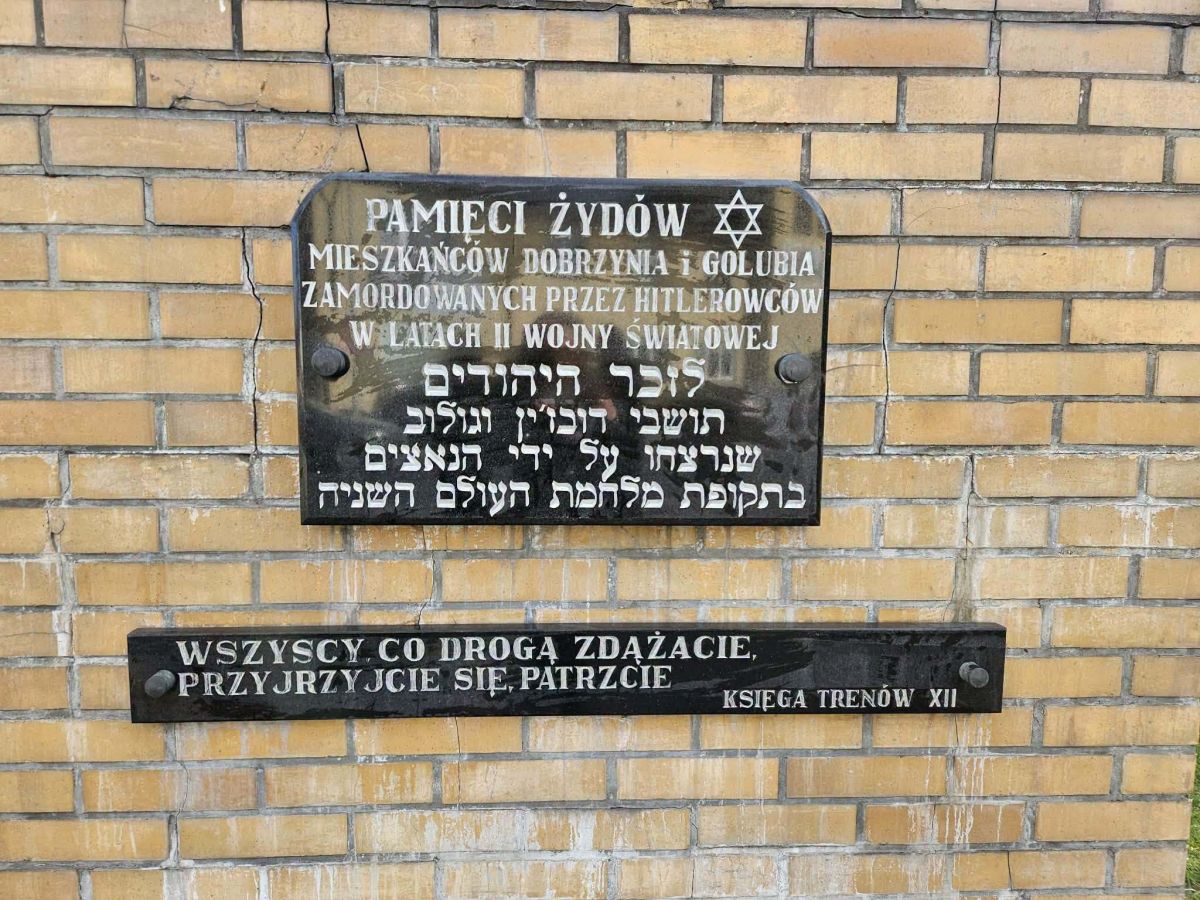 PAMIĘCI ŻYDÓW
MIESZKAŃCÓW DOBRZYNIA i GOLUBIA
ZAMORDOWANYCH PRZEZ HITLEROWCÓW
W LATACH II WOJNY ŚWIATOWEJ
לזכר היהודים
תושבי דוכז'ין וגולוב
שנרצחו על ידי הנאצים
בתקופת מלחמת העולם השניה
WSZYSCY, CO DROGĄ ZDĄŻACIE,
PRZYJRZYJCIE SIĘ, PATRZCIE
KSIĘGA TRENÓW XII